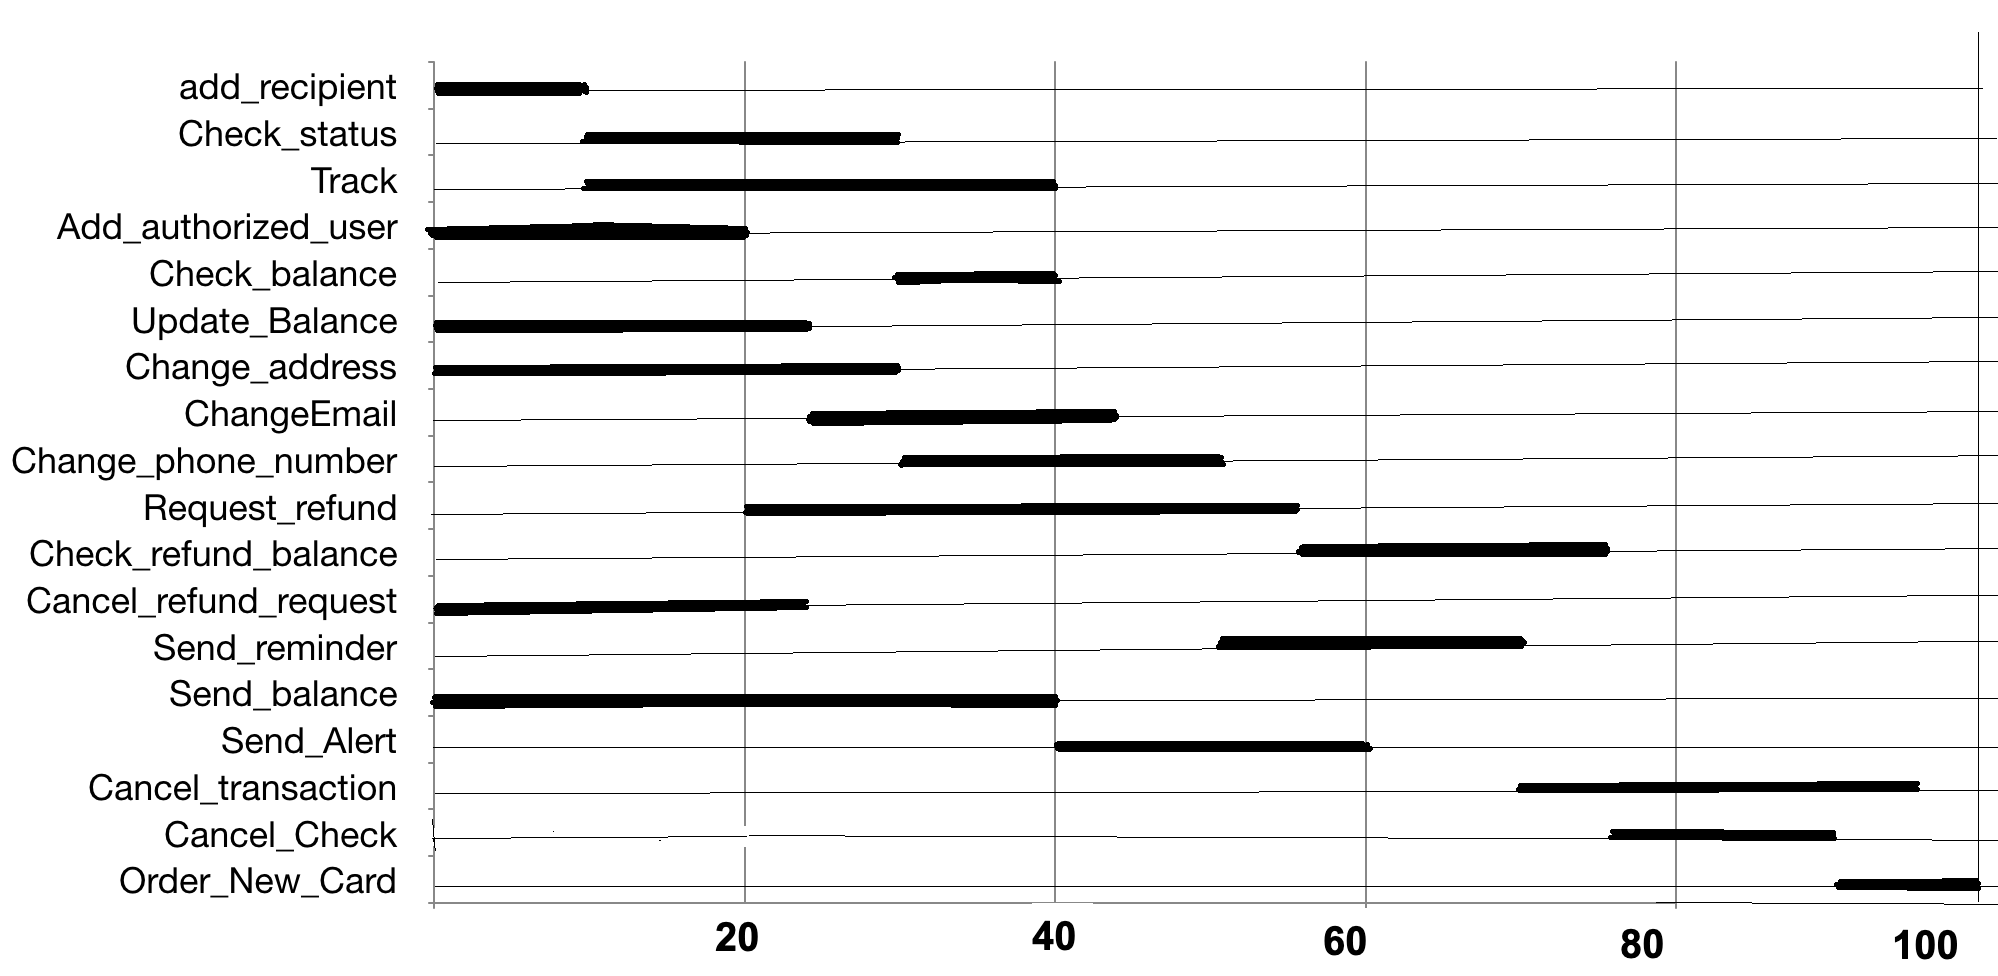 add_recipient
Check_status
Track
Add_authorized_user
Check_balance
Update_Balance
Change_address
ChangeEmail
Change_phone_number
Request_refund
Check_refund_balance
Cancel_refund_request
Send_reminder
Send_balance
Send_Alert
Cancel_transaction
Cancel_Check
Order_New_Card
20 40 60 80 100